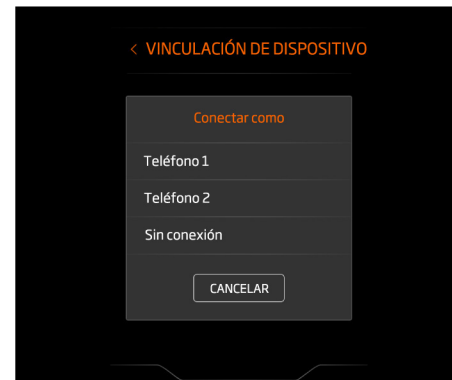 VINCULACIÓN DE DISPOSITIVO
Conectar como
Teléfono 1
Teléfono 2
Sin conexión
CANCELAR